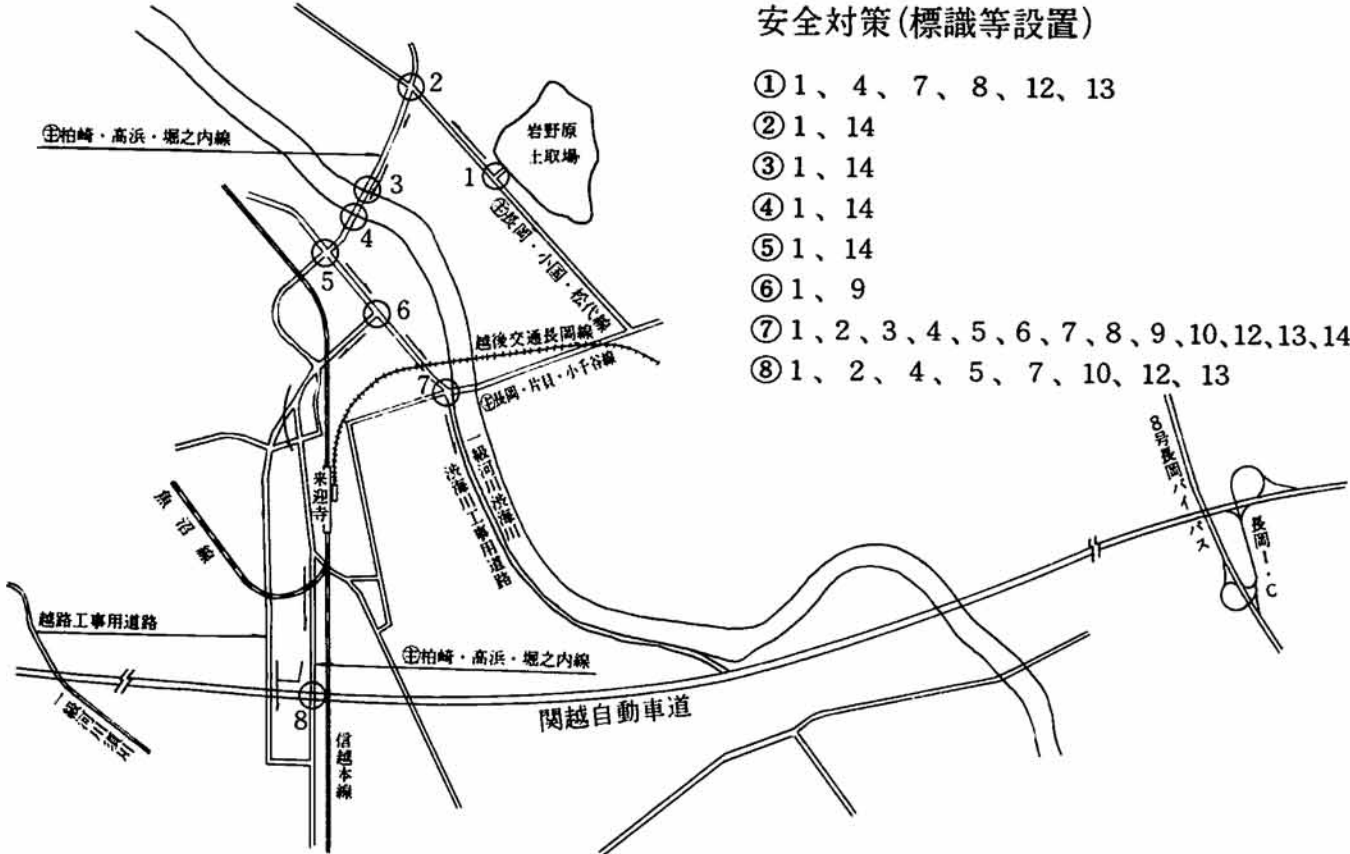 安全対策(標識等設置)
①1、4、7、8、12、13
②1、14
③1、14
④1、14
⑤1、14
⑥1、9
⑦1、2、3、4、5、6、7、8、9、10、12、13、14
⑧1、2、4、5、7、10、12、13
2
岩野原
土取場
㊤柏崎・高浜・堀之内線
1
3
4
㊤長岡・小国・松代線
5
6
越後交通長岡線
7
㊤長岡・片貝・小千谷線
8号長岡バイパス
一級河川渋海川
渋海川工事用道路
来迎寺
魚沼線
長岡I・C
越路工事用道路
㊤柏崎・高浜・堀之内線
8
関越自動車道
信越本線